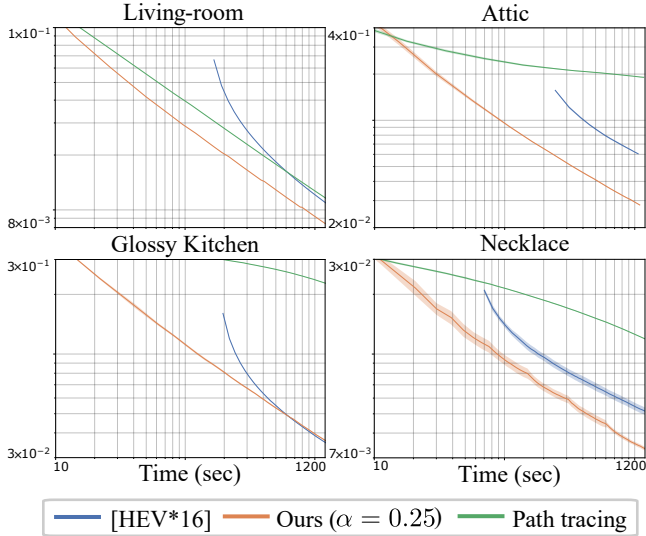 Living-room
Attic
1×10⁻¹
4×10⁻¹
8×10⁻³
2×10⁻²
Glossy Kitchen
Necklace
3×10⁻¹
3×10⁻²
3×10⁻²
7×10⁻³
10 Time (sec) 1200
10 Time (sec) 1200
[HEV*16] Ours (α = 0.25) Path tracing